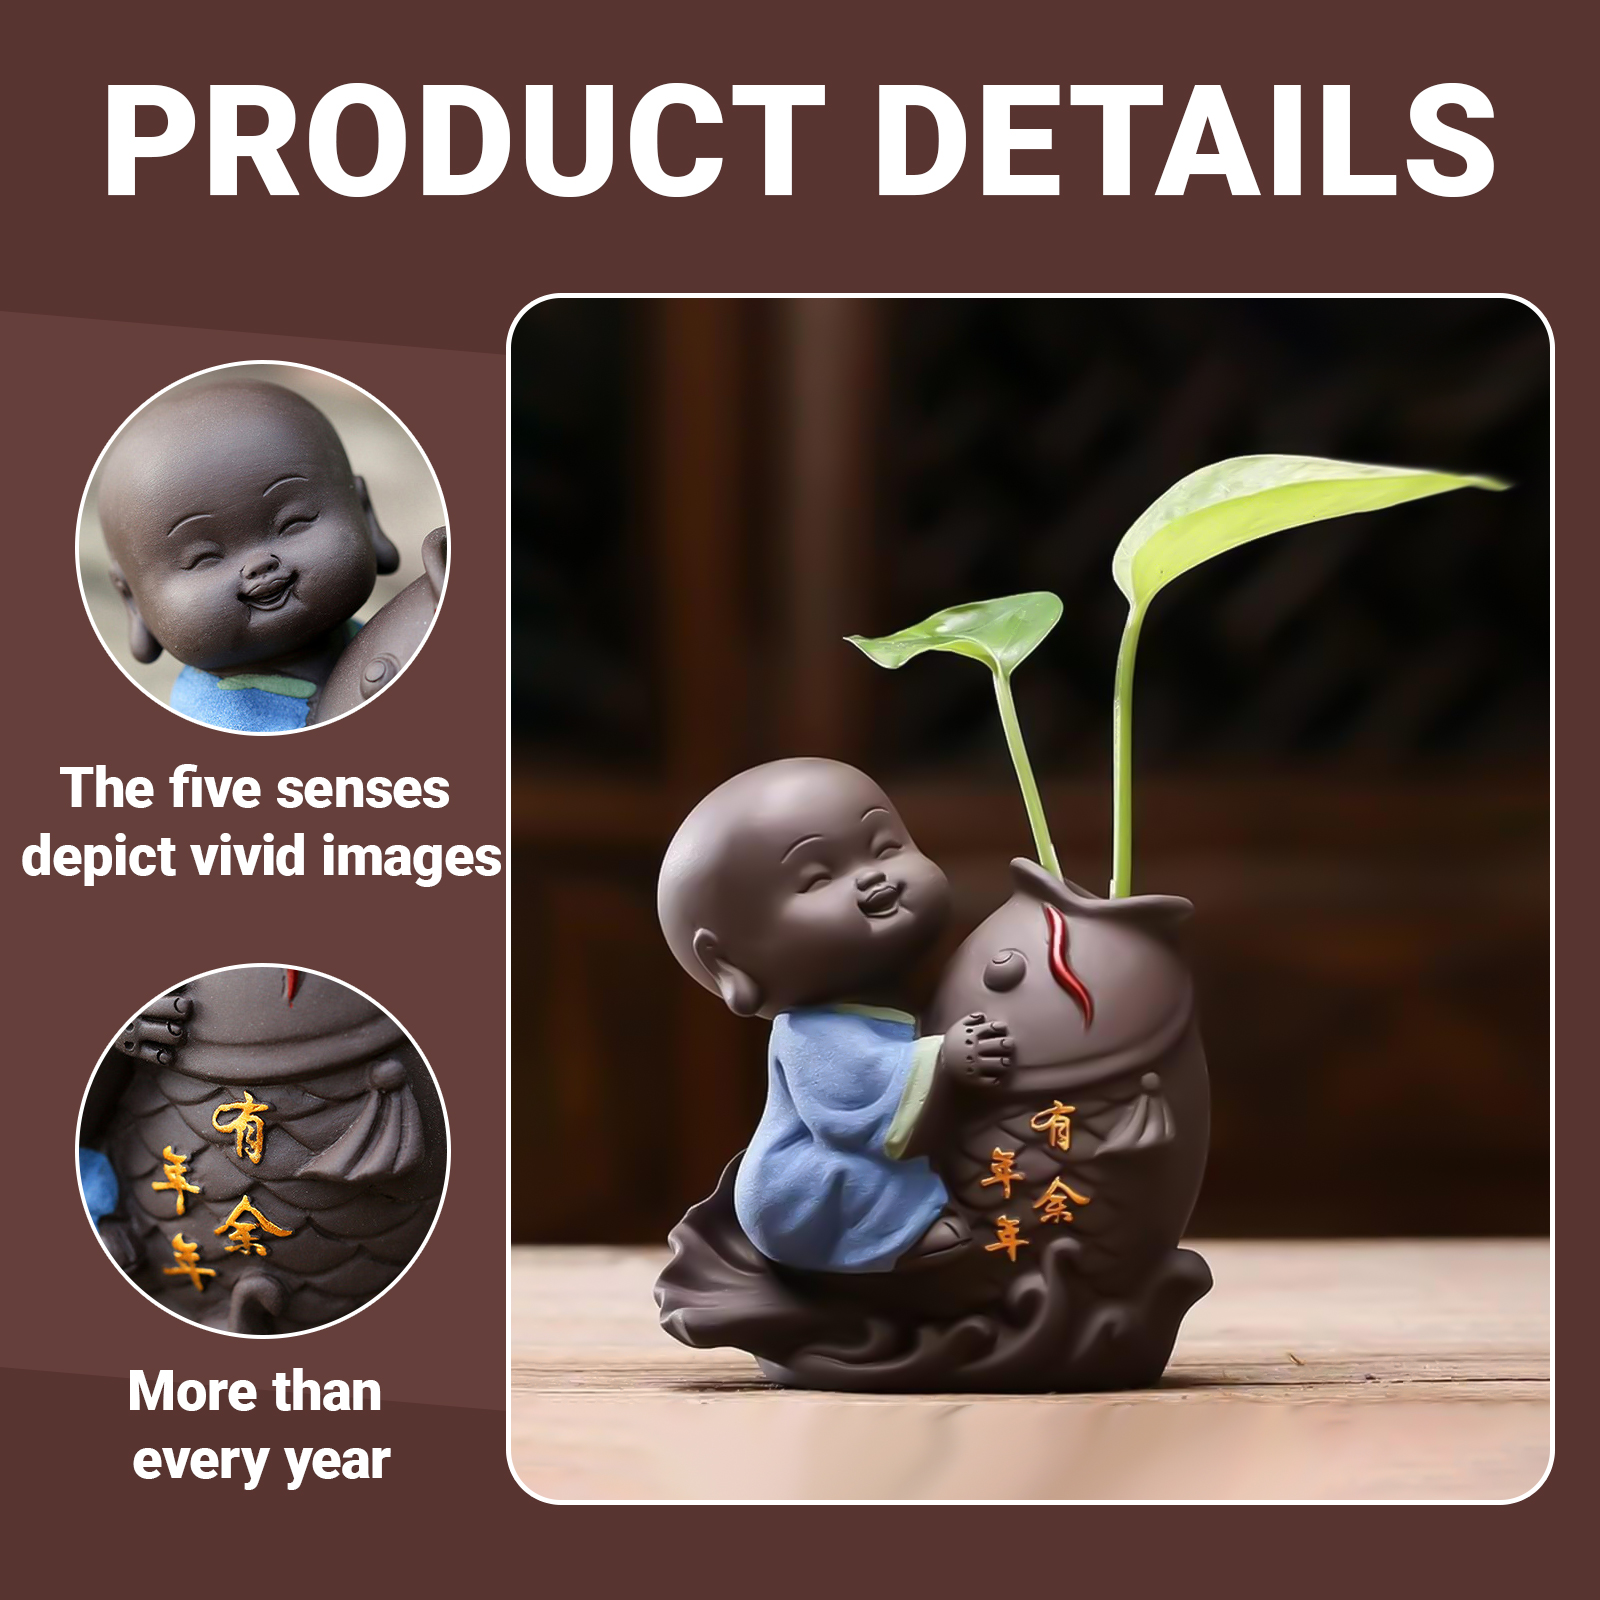 PRODUCT DETAILS
The five senses
depict vivid images
有
年
余
年
More than
every year
有
年
余
年